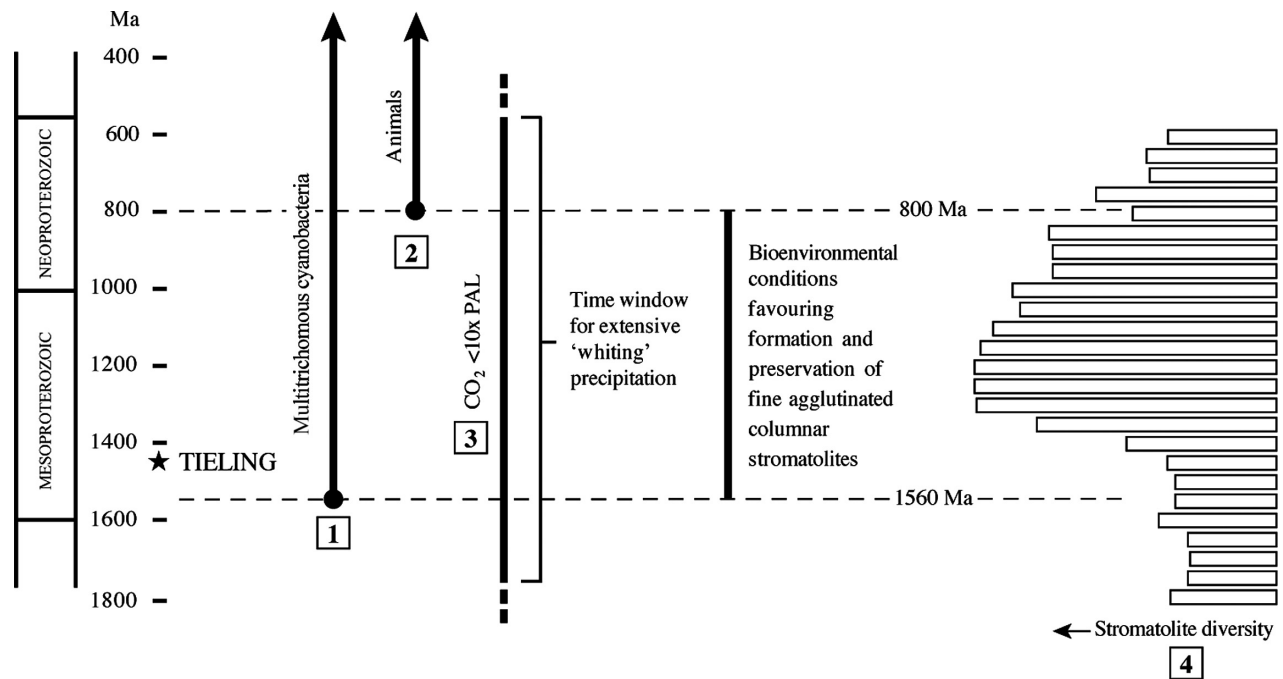 Ma
400
600
800
1000
1200
1400
1600
1800
NEOPROTEROZOIC
MESOPROTEROZOIC
TIELING
Multitrichomous cyanobacteria
1
Animals
2
CO₂ <10x PAL
3
Time window
for extensive
‘whiting’
precipitation
800 Ma
Bioenvironmental
conditions
favouring
formation and
preservation of
fine agglutinated
columnar
stromatolites
1560 Ma
Stromatolite diversity
4